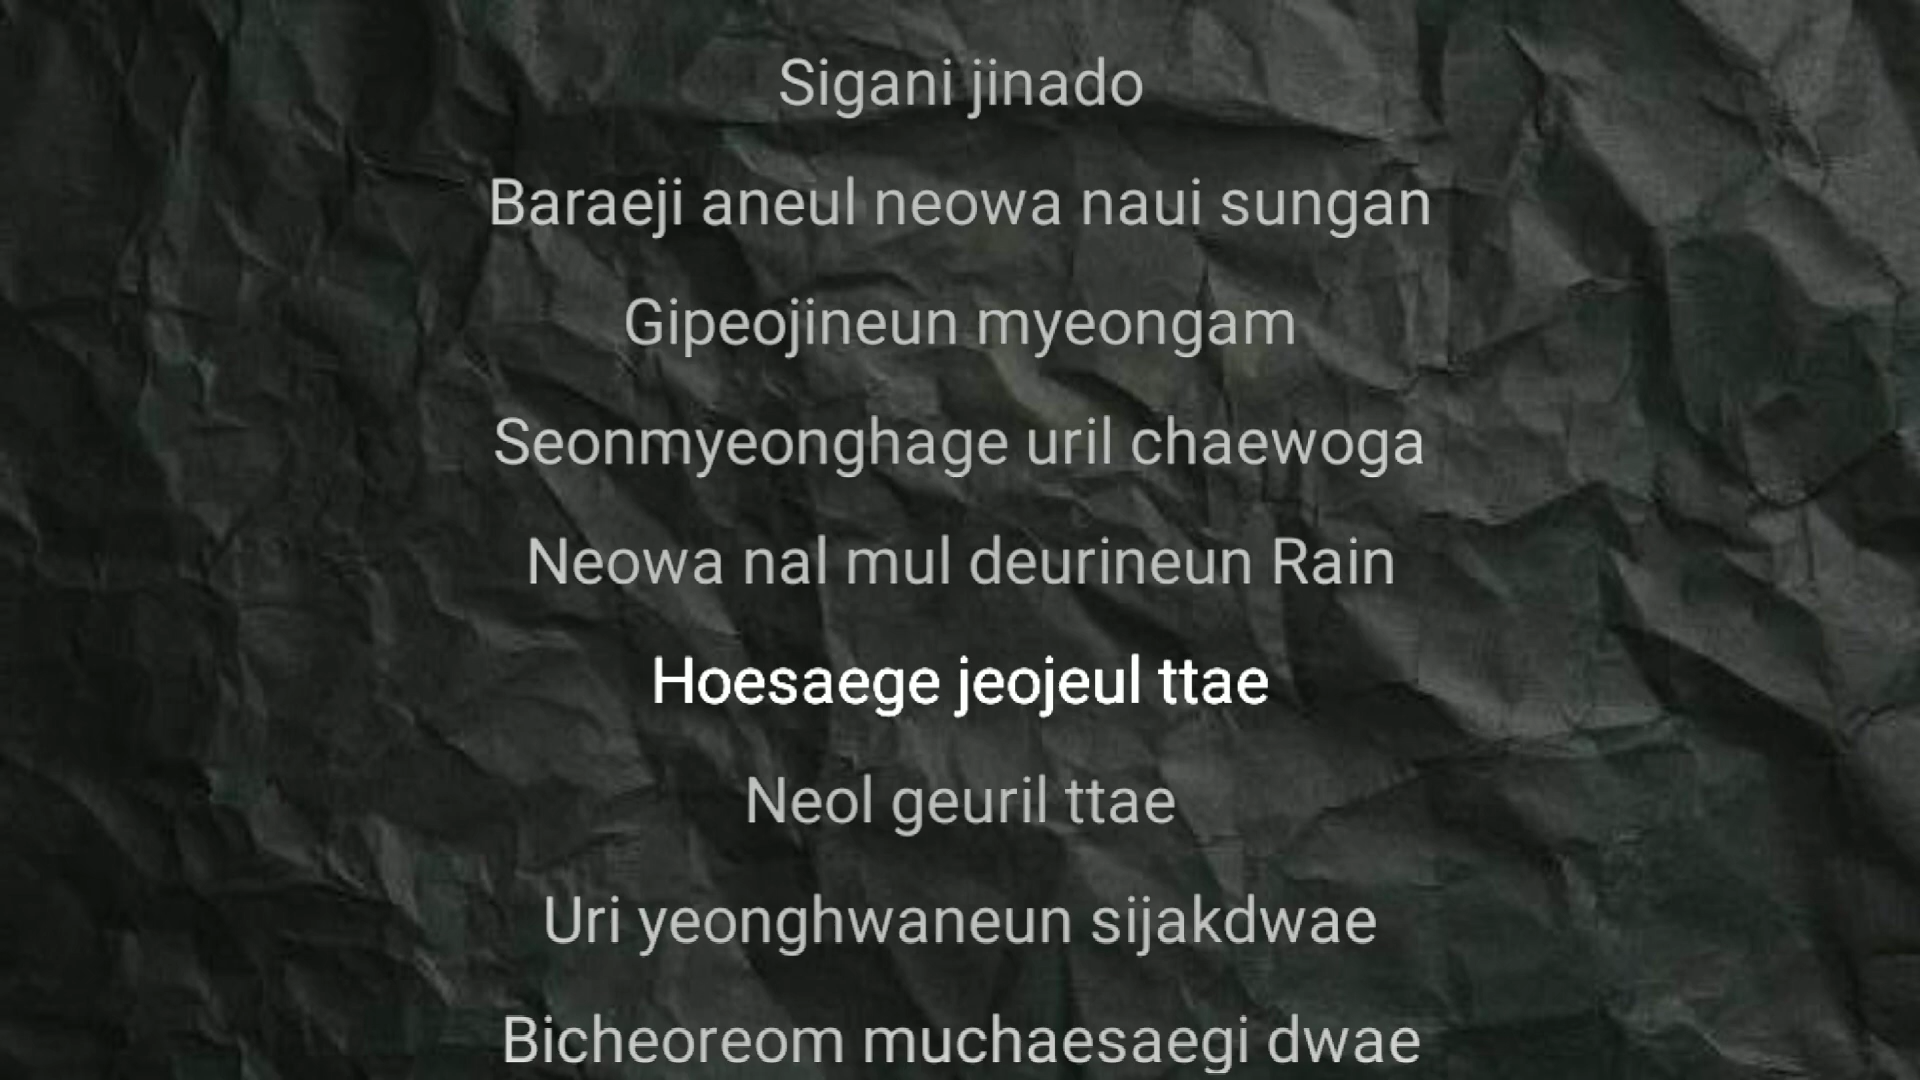 Sigani jinado
Baraeji aneul neowa naui sungan
Gipeojineun myeongam
Seonmyeonghage uril chaewoga
Neowa nal mul deurineun Rain
Hoesaege jeojeul ttae
Neol geuril ttae
Uri yeonghwaneun sijakdwae
Bicheoreom muchaesaegi dwae